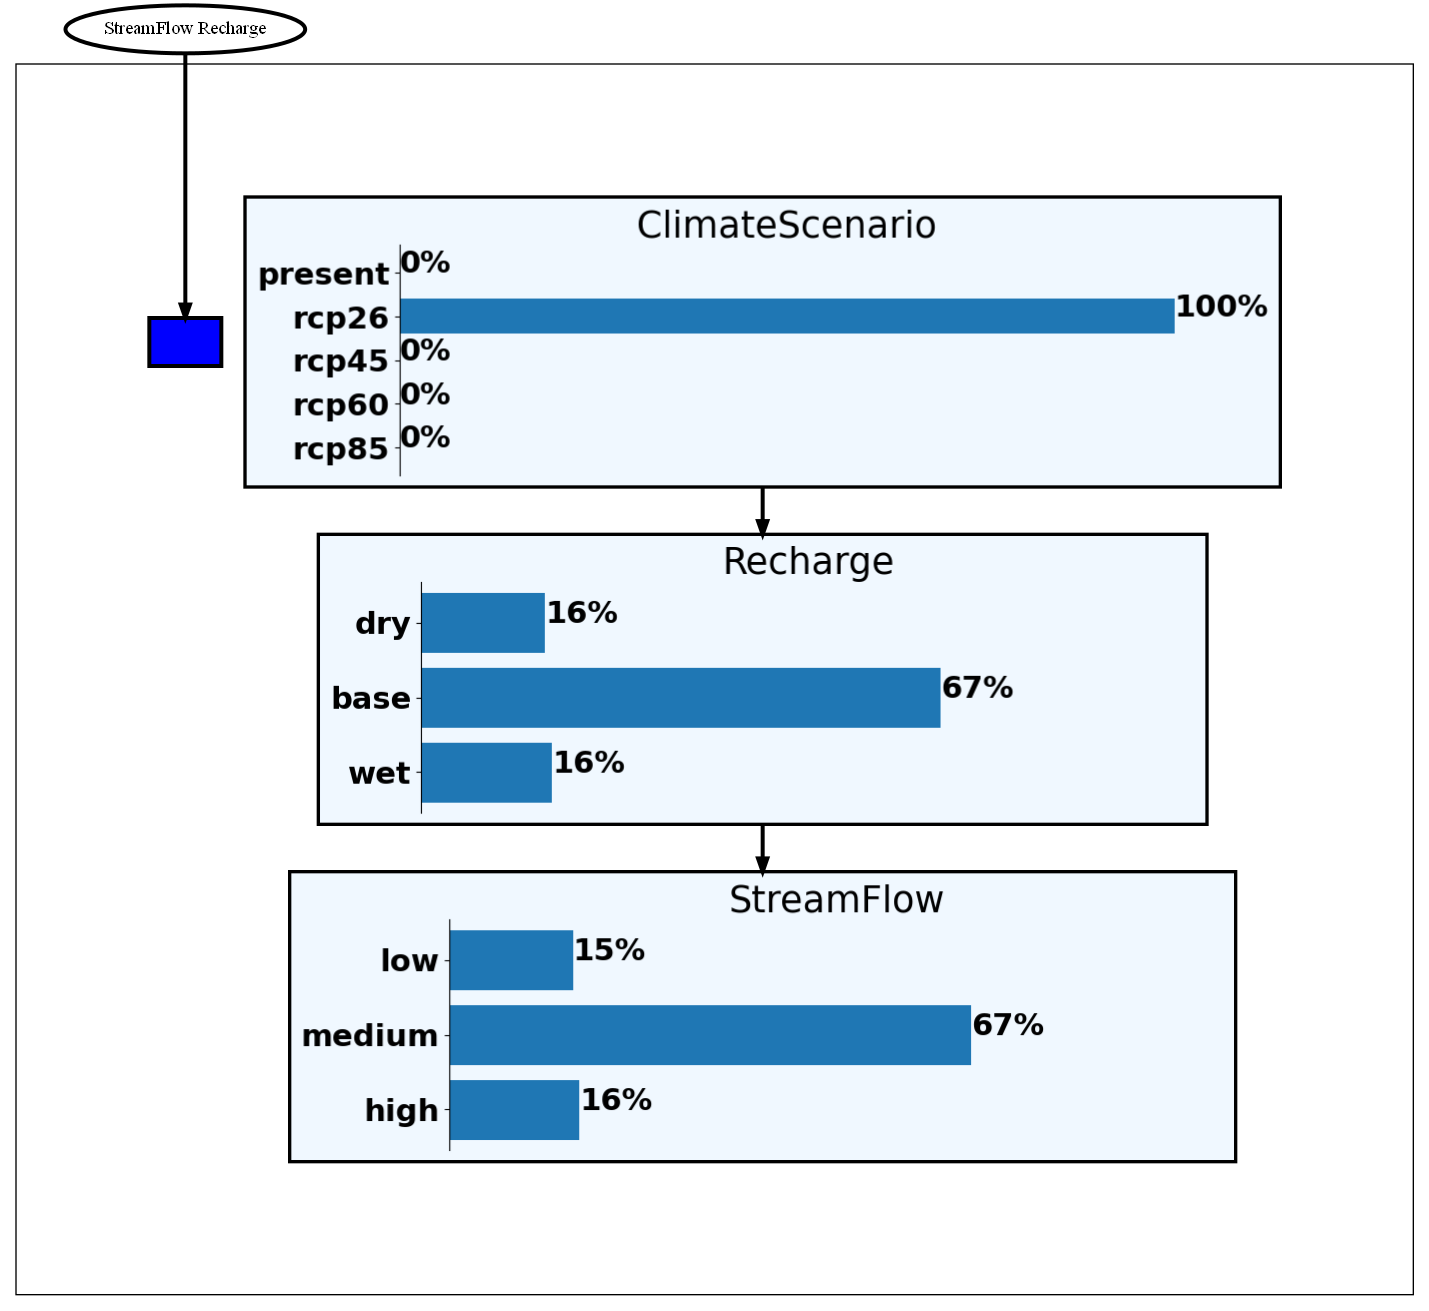 StreamFlow Recharge
ClimateScenario
present 0%
rcp26 100%
rcp45 0%
rcp60 0%
rcp85 0%
Recharge
dry 16%
base 67%
wet 16%
StreamFlow
low 15%
medium 67%
high 16%